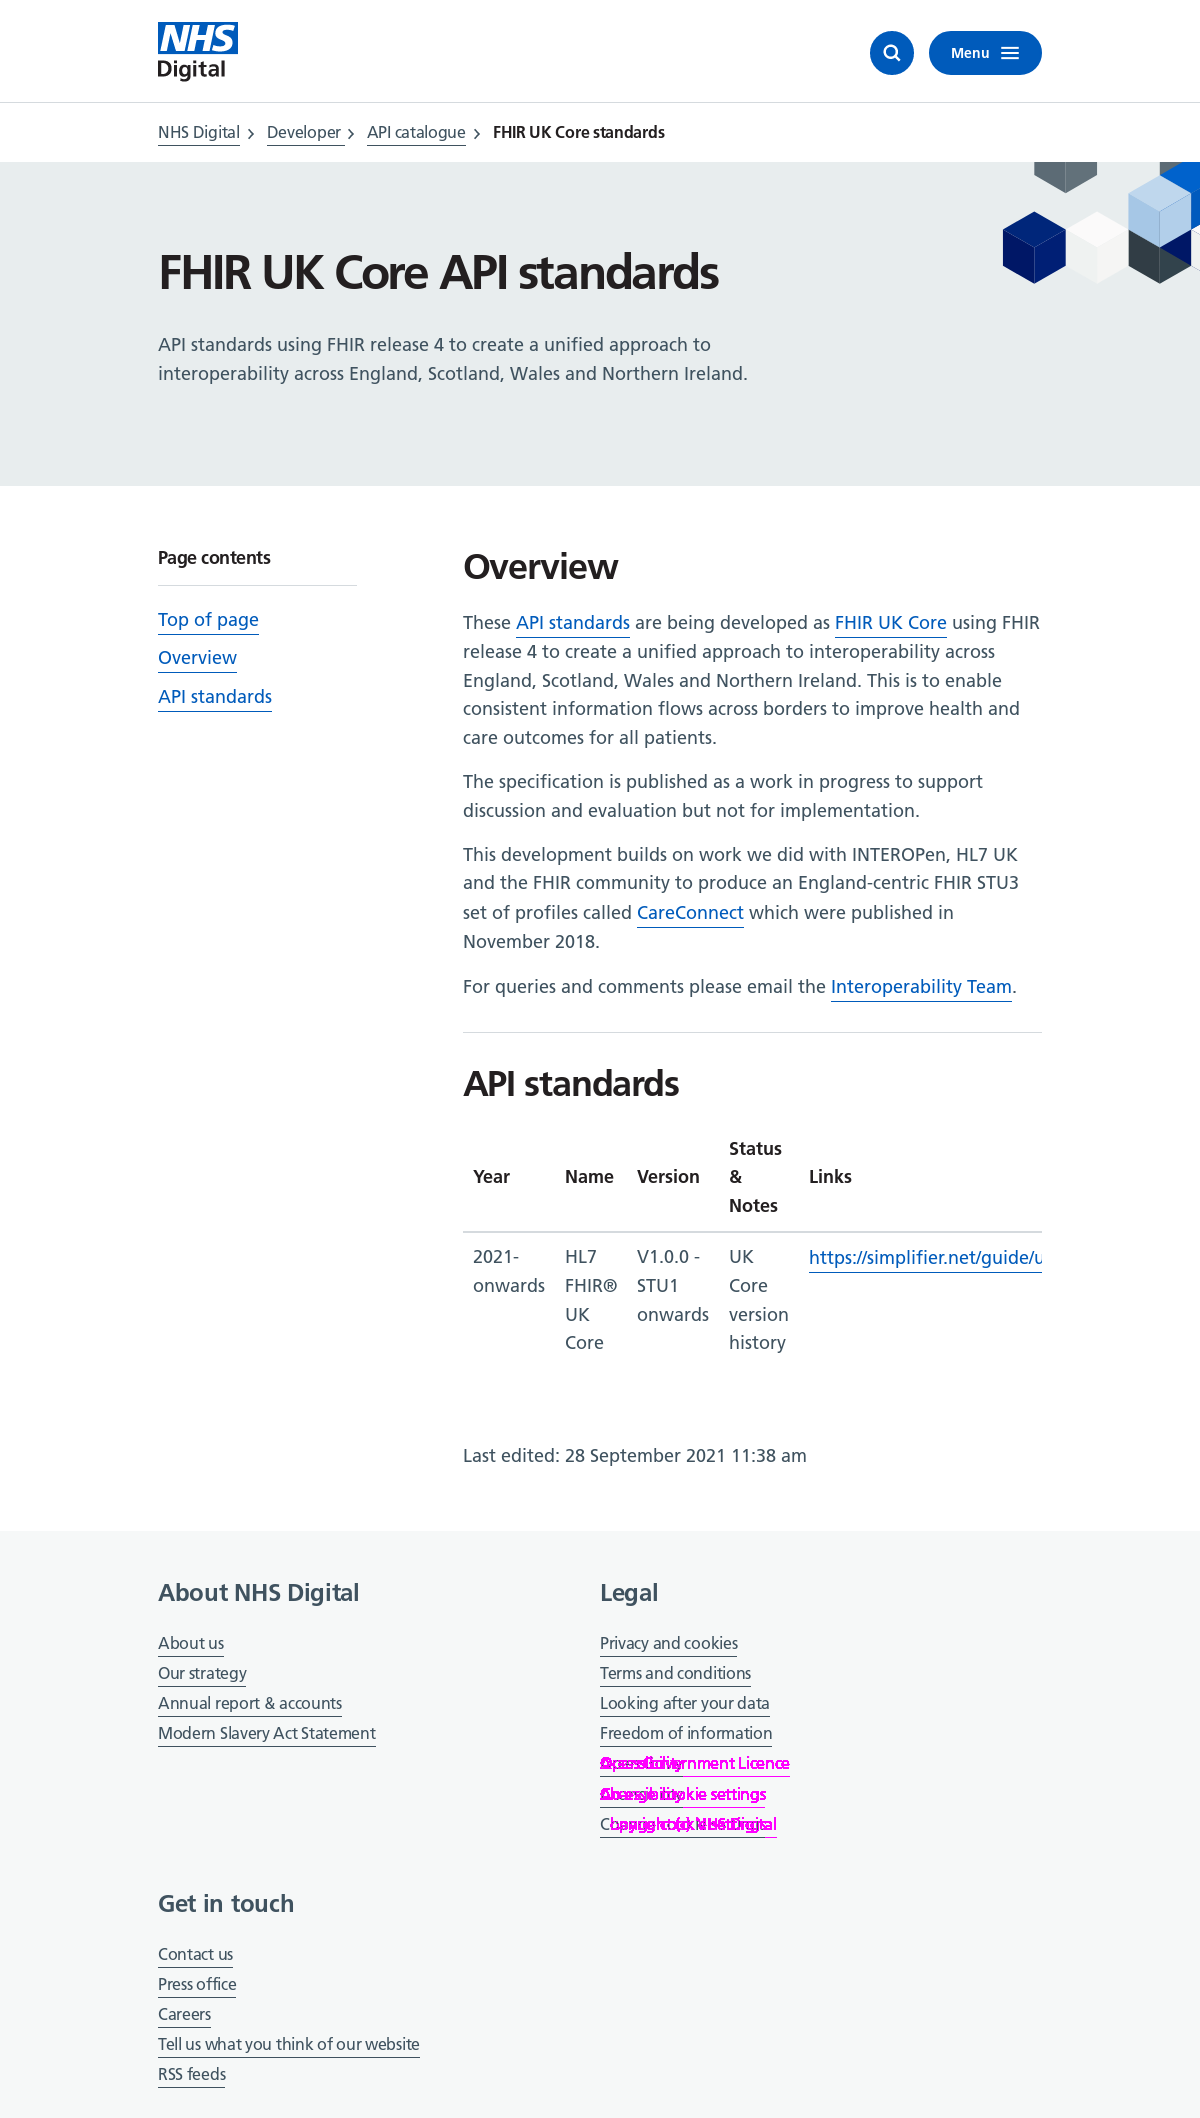 NHS
Digital
Menu
NHS Digital
Developer
API catalogue
FHIR UK Core standards
FHIR UK Core API standards
API standards using FHIR release 4 to create a unified approach to
interoperability across England, Scotland, Wales and Northern Ireland.
Page contents
Top of page
Overview
API standards
Overview
These API standards are being developed as FHIR UK Core using FHIR
release 4 to create a unified approach to interoperability across
England, Scotland, Wales and Northern Ireland. This is to enable
consistent information flows across borders to improve health and
care outcomes for all patients.
The specification is published as a work in progress to support
discussion and evaluation but not for implementation.
This development builds on work we did with INTEROPen, HL7 UK
and the FHIR community to produce an England-centric FHIR STU3
set of profiles called CareConnect which were published in
November 2018.
For queries and comments please email the Interoperability Team.
API standards
Year Name Version Status & Notes Links
2021-onwards HL7 FHIR® UK Core V1.0.0 - STU1 onwards UK Core version history https://simplifier.net/guide/u
Last edited: 28 September 2021 11:38 am
About NHS Digital
About us
Our strategy
Annual report & accounts
Modern Slavery Act Statement
Legal
Privacy and cookies
Terms and conditions
Looking after your data
Freedom of information
Get in touch
Contact us
Press office
Careers
Tell us what you think of our website
RSS feeds